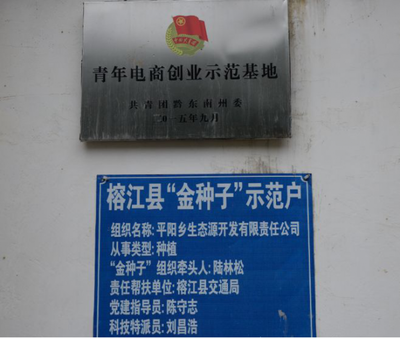 青年电商创业示范基地
共青团黔东南州委
二〇一五年九月
榕江县“金种子”示范户
组织名称:平阳乡生态源开发有限责任公司
从事类型:种植
“金种子”组织牵头人:陆林松
责任帮扶单位:榕江县交通局
党建指导员:陈守志
科技特派员:刘昌浩